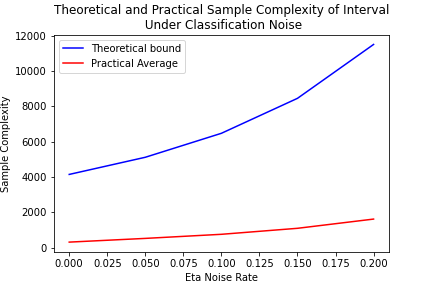 Theoretical and Practical Sample Complexity of Interval
Under Classification Noise
12000
10000
8000
6000
4000
2000
0
Sample Complexity
Theoretical bound
Practical Average
0.000 0.025 0.050 0.075 0.100 0.125 0.150 0.175 0.200
Eta Noise Rate